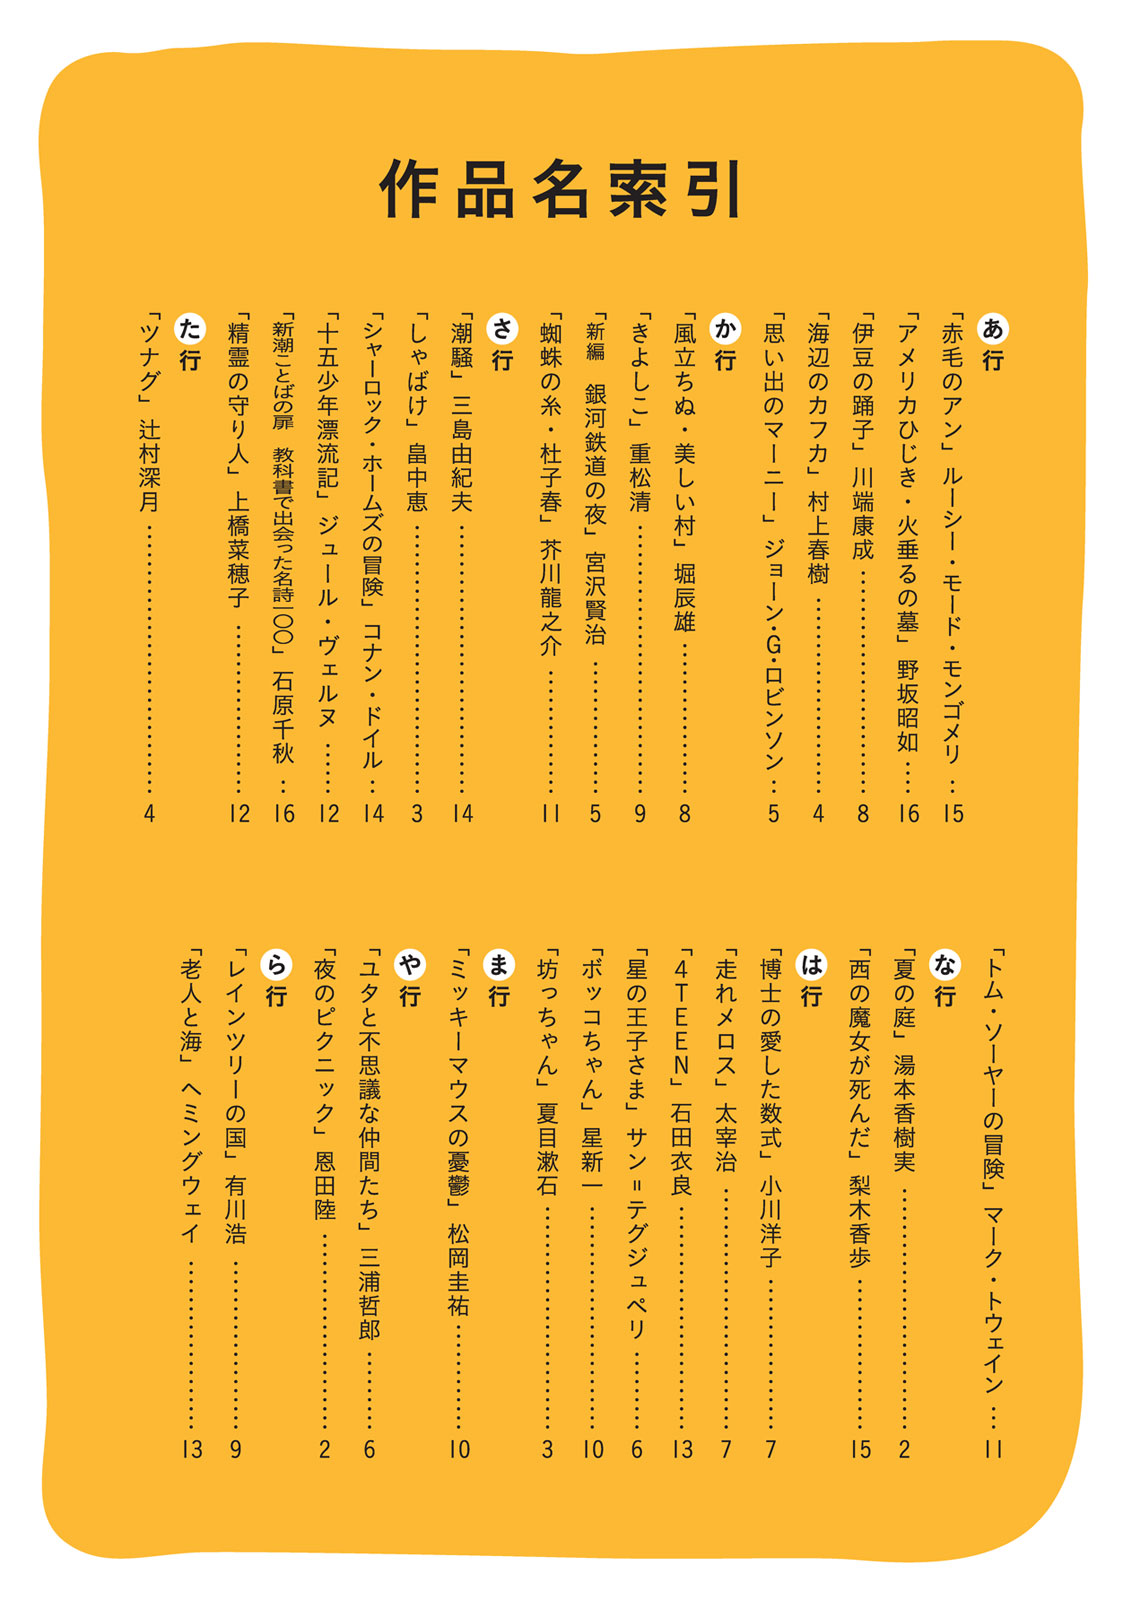 作品名索引
あ行
「赤毛のアン」ルーシー・モード・モンゴメリ…15
「アメリカひじき・火垂るの墓」野坂昭如……16
「伊豆の踊子」川端康成………………………8
「海辺のカフカ」村上春樹……………………4
「思い出のマーニー」ジョーン・G・ロビンソン…5
か行
「風立ちぬ・美しい村」堀辰雄………………8
「きよしこ」重松清……………………………9
「新編 銀河鉄道の夜」宮沢賢治………………5
「蜘蛛の糸・杜子春」芥川龍之介……………11
さ行
「潮騒」三島由紀夫……………………………14
「しゃばけ」畠中恵……………………………3
「シャーロック・ホームズの冒険」コナン・ドイル…14
「十五少年漂流記」ジュール・ヴェルヌ……12
「新潮ことばの扉 教科書で出会った名詩一〇〇」石原千秋…16
「精霊の守り人」上橋菜穂子…………………12
た行
「ツナグ」辻村深月……………………………4
「トム・ソーヤーの冒険」マーク・トウェイン…11
な行
「夏の庭」湯本香樹実…………………………2
「西の魔女が死んだ」梨木香歩………………15
は行
「博士の愛した数式」小川洋子………………7
「走れメロス」太宰治…………………………7
「4TEEN」石田衣良……………………………13
「星の王子さま」サン=テグジュペリ…………6
「ボッコちゃん」星新一………………………10
「坊っちゃん」夏目漱石………………………3
ま行
「ミッキーマウスの憂鬱」松岡圭祐…………10
や行
「ユタと不思議な仲間たち」三浦哲郎………6
「夜のピクニック」恩田陸……………………2
ら行
「レインツリーの国」有川浩…………………9
「老人と海」ヘミングウェイ…………………13